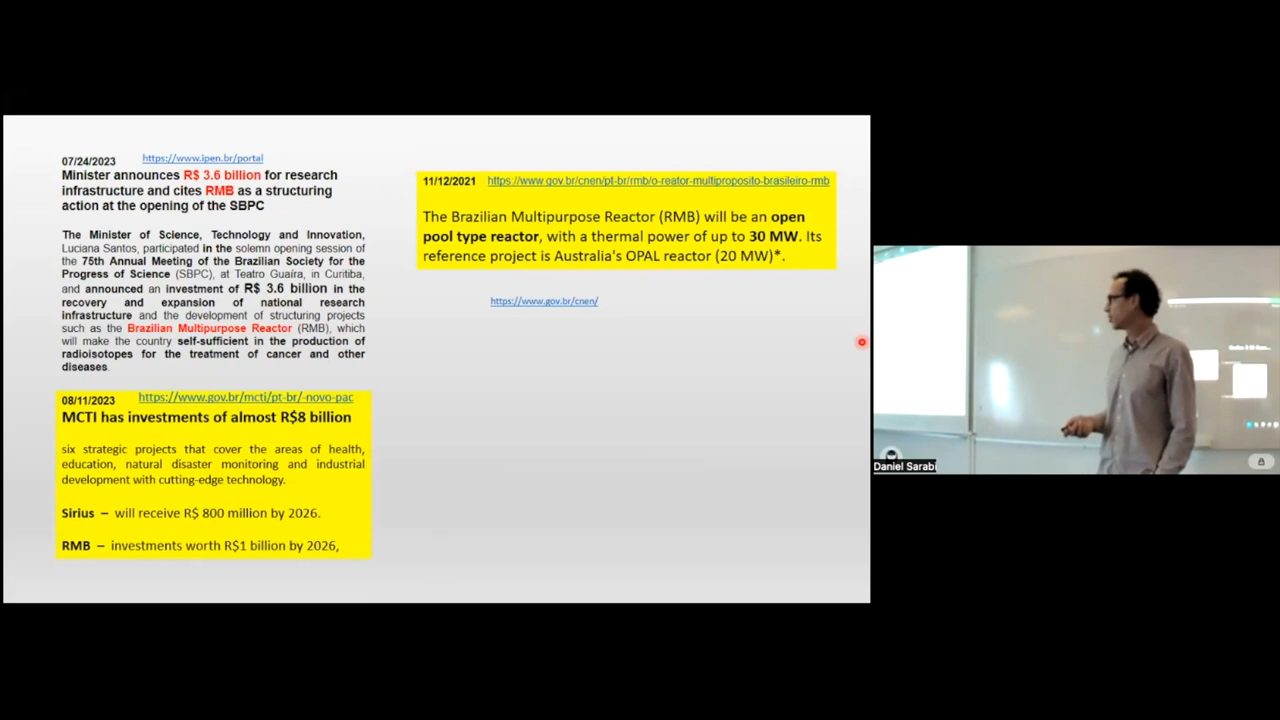 07/24/2023 https://www.ipen.br/portal
Minister announces R$ 3.6 billion for research
infrastructure and cites RMB as a structuring
action at the opening of the SBPC
The Minister of Science, Technology and Innovation,
Luciana Santos, participated in the solemn opening session of
the 75th Annual Meeting of the Brazilian Society for the
Progress of Science (SBPC), at Teatro Guaíra, in Curitiba,
and announced an investment of R$ 3.6 billion in the
recovery and expansion of national research
infrastructure and the development of structuring projects
such as the Brazilian Multipurpose Reactor (RMB), which
will make the country self-sufficient in the production of
radioisotopes for the treatment of cancer and other
diseases.
08/11/2023 https://www.gov.br/mcti/pt-br/-novo-pac
MCTI has investments of almost R$8 billion
six strategic projects that cover the areas of health,
education, natural disaster monitoring and industrial
development with cutting-edge technology.
Sirius – will receive R$ 800 million by 2026.
RMB – investments worth R$1 billion by 2026,
11/12/2021 https://www.gov.br/cnen/pt-br/rmb/o-reator-multiproposito-brasileiro-rmb
The Brazilian Multipurpose Reactor (RMB) will be an open
pool type reactor, with a thermal power of up to 30 MW. Its
reference project is Australia's OPAL reactor (20 MW)*.
https://www.gov.br/cnen/
Daniel Sarabi